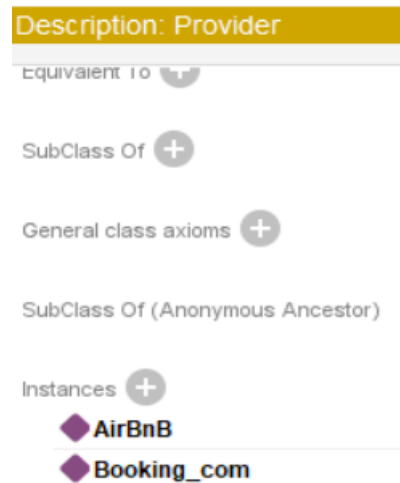 Description: Provider
Equivalent To
SubClass Of
General class axioms
SubClass Of (Anonymous Ancestor)
Instances
AirBnB
Booking_com